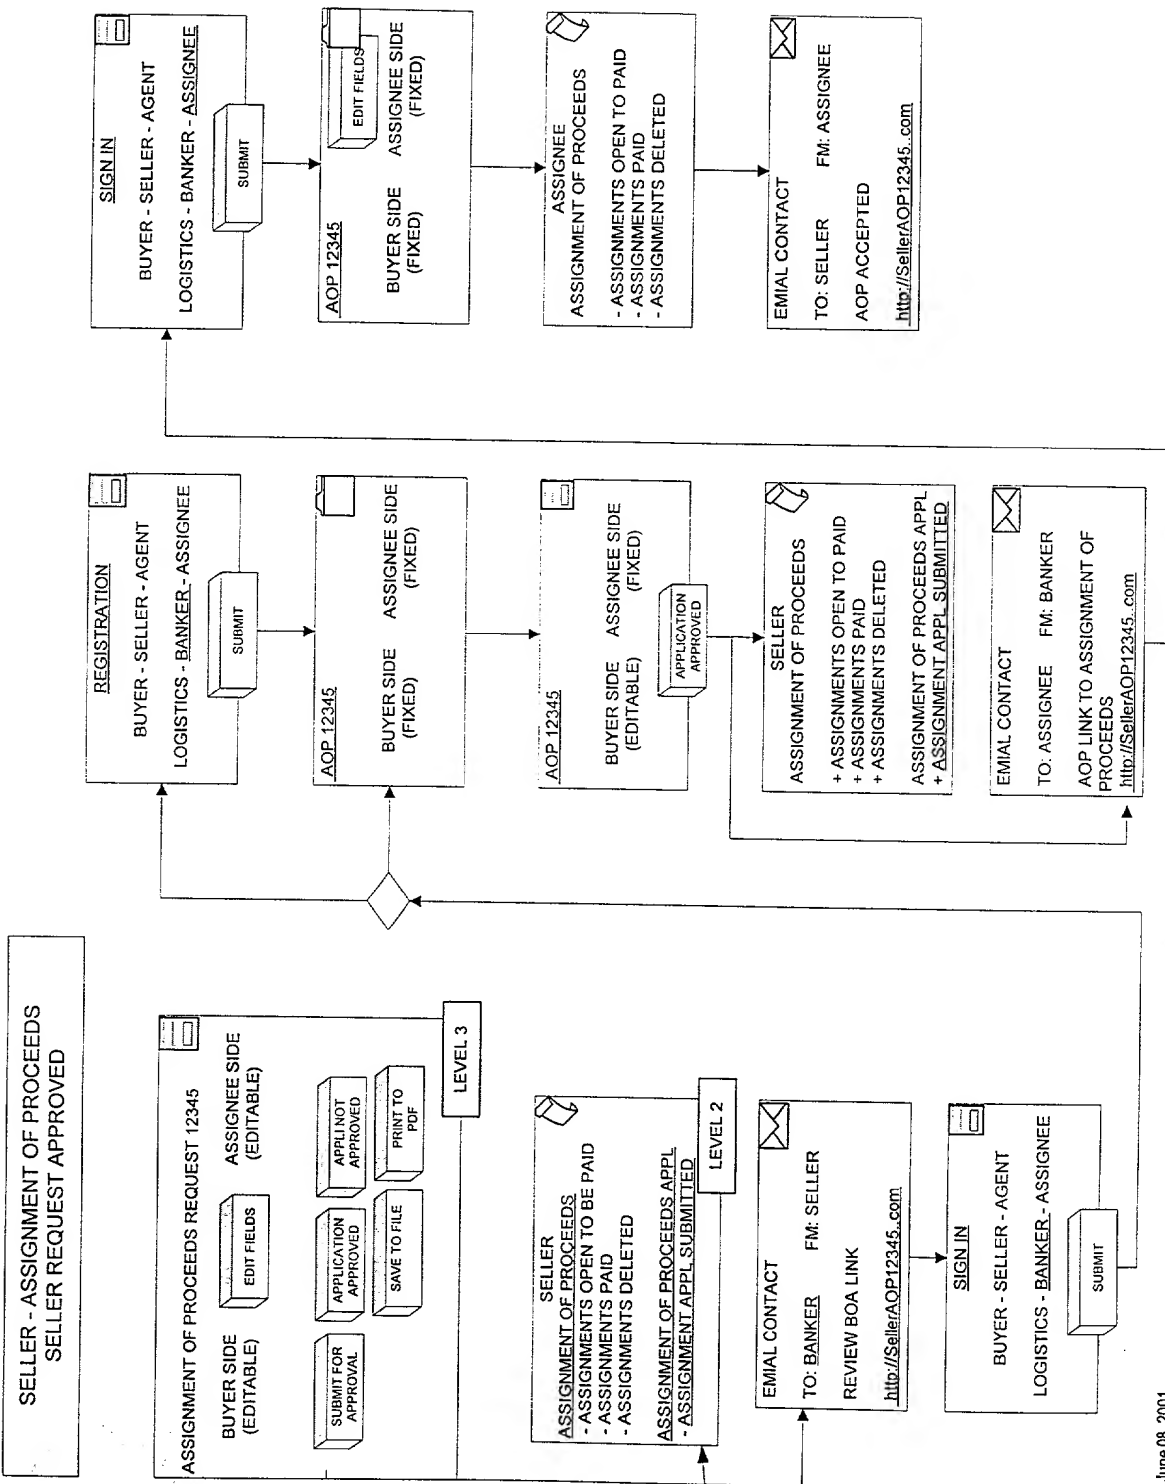 SELLER - ASSIGNMENT OF PROCEEDS
SELLER REQUEST APPROVED
ASSIGNMENT OF PROCEEDS REQUEST 12345
BUYER SIDE
(EDITABLE)
EDIT FIELDS
ASSIGNEE SIDE
(EDITABLE)
SUBMIT FOR
APPROVAL
APPLICATION
APPROVED
APPLI NOT
APPROVED
SAVE TO FILE
PRINT TO
PDF
LEVEL 3
SELLER
ASSIGNMENT OF PROCEEDS
- ASSIGNMENTS OPEN TO BE PAID
- ASSIGNMENTS PAID
- ASSIGNMENTS DELETED
ASSIGNMENT OF PROCEEDS APPL
- ASSIGNMENT APPL SUBMITTED
LEVEL 2
EMIAL CONTACT
TO: BANKER FM: SELLER
REVIEW BOA LINK
http://SellerAOP12345..com
SIGN IN
BUYER - SELLER - AGENT
LOGISTICS - BANKER - ASSIGNEE
SUBMIT
REGISTRATION
BUYER - SELLER - AGENT
LOGISTICS - BANKER - ASSIGNEE
SUBMIT
AOP 12345
BUYER SIDE
(FIXED)
ASSIGNEE SIDE
(FIXED)
AOP 12345
BUYER SIDE
(EDITABLE)
ASSIGNEE SIDE
(FIXED)
APPLICATION
APPROVED
SELLER
ASSIGNMENT OF PROCEEDS
+ ASSIGNMENTS OPEN TO PAID
+ ASSIGNMENTS PAID
+ ASSIGNMENTS DELETED
ASSIGNMENT OF PROCEEDS APPL
+ ASSIGNMENT APPL SUBMITTED
EMIAL CONTACT
TO: ASSIGNEE FM: BANKER
AOP LINK TO ASSIGNMENT OF
PROCEEDS
http://SellerAOP12345..com
SIGN IN
BUYER - SELLER - AGENT
LOGISTICS - BANKER - ASSIGNEE
SUBMIT
AOP 12345
EDIT FIELDS
BUYER SIDE
(FIXED)
ASSIGNEE SIDE
(FIXED)
ASSIGNEE
ASSIGNMENT OF PROCEEDS
- ASSIGNMENTS OPEN TO PAID
- ASSIGNMENTS PAID
- ASSIGNMENTS DELETED
EMIAL CONTACT
TO: SELLER FM: ASSIGNEE
AOP ACCEPTED
http://SellerAOP12345..com
June 08, 2001